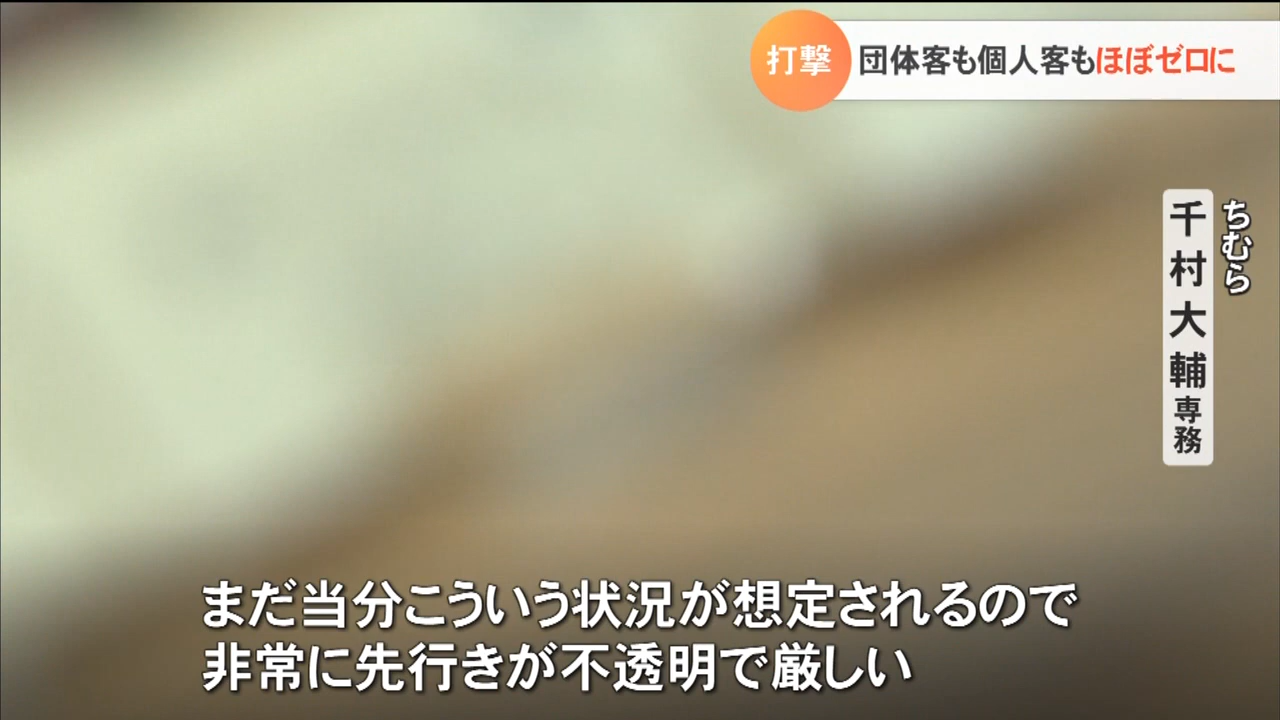 打撃 団体客も個人客もほぼゼロに
ちむら
千村大輔専務
まだ当分こういう状況が想定されるので
非常に先行きが不透明で厳しい